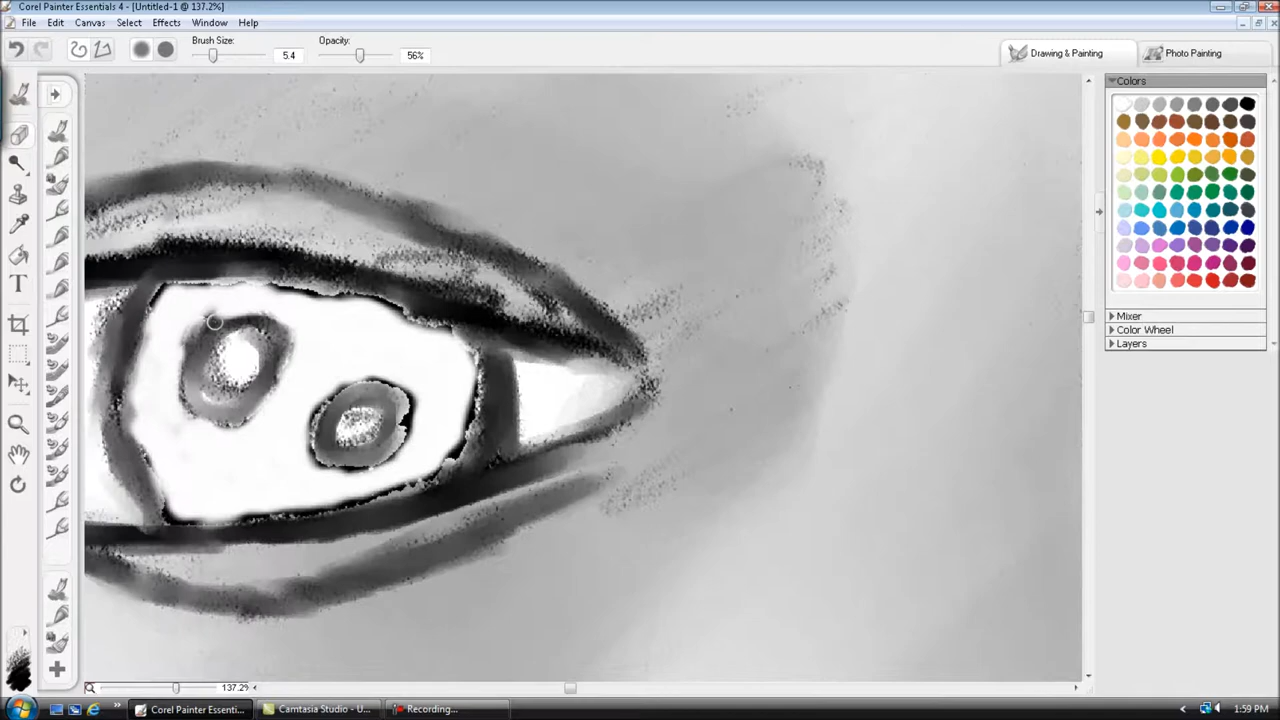 Corel Painter Essentials 4 - [Untitled-1 @ 137.2%]
File Edit Canvas Select Effects Window Help
Brush Size: 5.4 Opacity: 56%
Drawing & Painting Photo Painting
Colors
Mixer
Color Wheel
Layers
T
137.2%
Corel Painter Essenti... Camtasia Studio - U... Recording... 1:59 PM